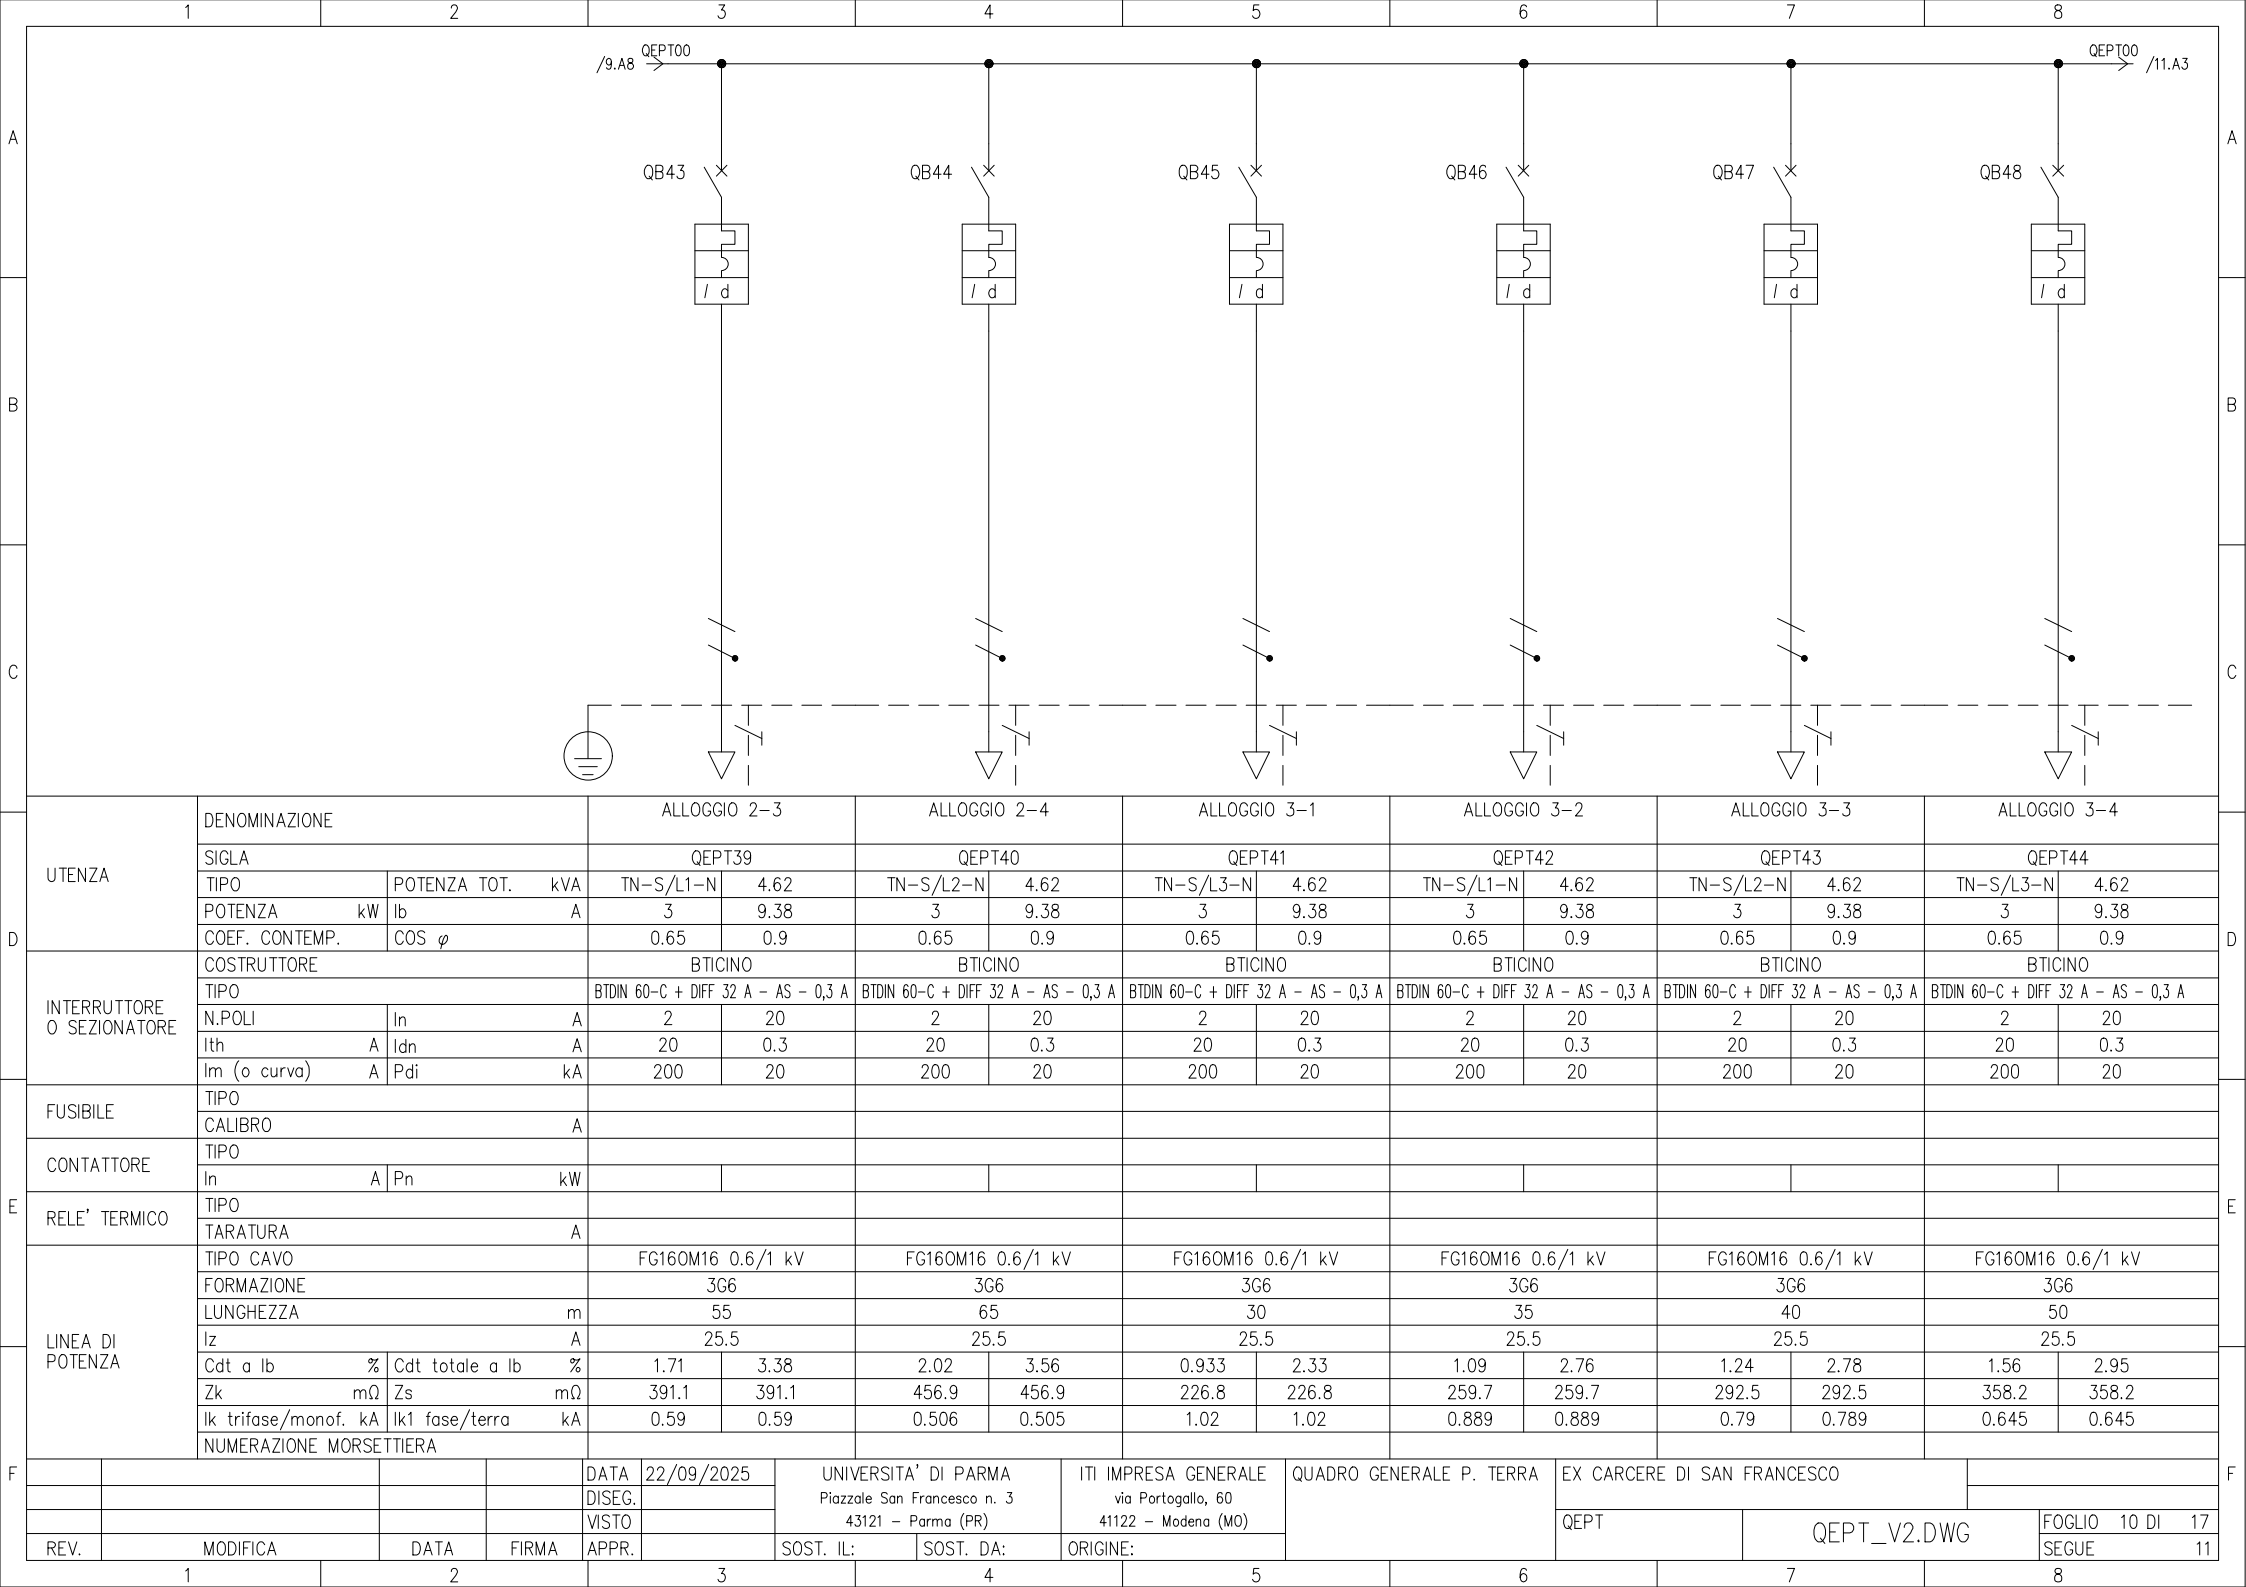 1 2 3 4 5 6 7 8
QEPT00 QEPT00
/9.A8 /11.A3
A A
QB43 QB44 QB45 QB46 QB47 QB48
I d I d I d I d I d I d
B B
C C
DENOMINAZIONE ALLOGGIO 2-3 ALLOGGIO 2-4 ALLOGGIO 3-1 ALLOGGIO 3-2 ALLOGGIO 3-3 ALLOGGIO 3-4
UTENZA
SIGLA QEPT39 QEPT40 QEPT41 QEPT42 QEPT43 QEPT44
TIPO POTENZA TOT. kVA TN-S/L1-N 4.62 TN-S/L2-N 4.62 TN-S/L3-N 4.62 TN-S/L1-N 4.62 TN-S/L2-N 4.62 TN-S/L3-N 4.62
POTENZA kW Ib A 3 9.38 3 9.38 3 9.38 3 9.38 3 9.38 3 9.38
D COEF. CONTEMP. COS φ 0.65 0.9 0.65 0.9 0.65 0.9 0.65 0.9 0.65 0.9 0.65 0.9 D
INTERRUTTORE
O SEZIONATORE
COSTRUTTORE BTICINO BTICINO BTICINO BTICINO BTICINO BTICINO
TIPO BTDIN 60-C + DIFF 32 A - AS - 0,3 A BTDIN 60-C + DIFF 32 A - AS - 0,3 A BTDIN 60-C + DIFF 32 A - AS - 0,3 A BTDIN 60-C + DIFF 32 A - AS - 0,3 A BTDIN 60-C + DIFF 32 A - AS - 0,3 A BTDIN 60-C + DIFF 32 A - AS - 0,3 A
N.POLI In A 2 20 2 20 2 20 2 20 2 20 2 20
Ith A Idn A 20 0.3 20 0.3 20 0.3 20 0.3 20 0.3 20 0.3
Im (o curva) A Pdi kA 200 20 200 20 200 20 200 20 200 20 200 20
FUSIBILE
TIPO
CALIBRO A
CONTATTORE
TIPO
In A Pn kW
E E
RELE' TERMICO
TIPO
TARATURA A
LINEA DI
POTENZA
TIPO CAVO FG16OM16 0.6/1 kV FG16OM16 0.6/1 kV FG16OM16 0.6/1 kV FG16OM16 0.6/1 kV FG16OM16 0.6/1 kV FG16OM16 0.6/1 kV
FORMAZIONE 3G6 3G6 3G6 3G6 3G6 3G6
LUNGHEZZA m 55 65 30 35 40 50
Iz A 25.5 25.5 25.5 25.5 25.5 25.5
Cdt a Ib % Cdt totale a Ib % 1.71 3.38 2.02 3.56 0.933 2.33 1.09 2.76 1.24 2.78 1.56 2.95
Zk mΩ Zs mΩ 391.1 391.1 456.9 456.9 226.8 226.8 259.7 259.7 292.5 292.5 358.2 358.2
Ik trifase/monof. kA Ik1 fase/terra kA 0.59 0.59 0.506 0.505 1.02 1.02 0.889 0.889 0.79 0.789 0.645 0.645
NUMERAZIONE MORSETTIERA
F DATA 22/09/2025 UNIVERSITA' DI PARMA ITI IMPRESA GENERALE QUADRO GENERALE P. TERRA EX CARCERE DI SAN FRANCESCO F
DISEG. Piazzale San Francesco n. 3 via Portogallo, 60
VISTO 43121 - Parma (PR) 41122 - Modena (MO) QEPT QEPT_V2.DWG FOGLIO 10 DI 17
REV. MODIFICA DATA FIRMA APPR. SOST. IL: SOST. DA: ORIGINE: SEGUE 11
1 2 3 4 5 6 7 8